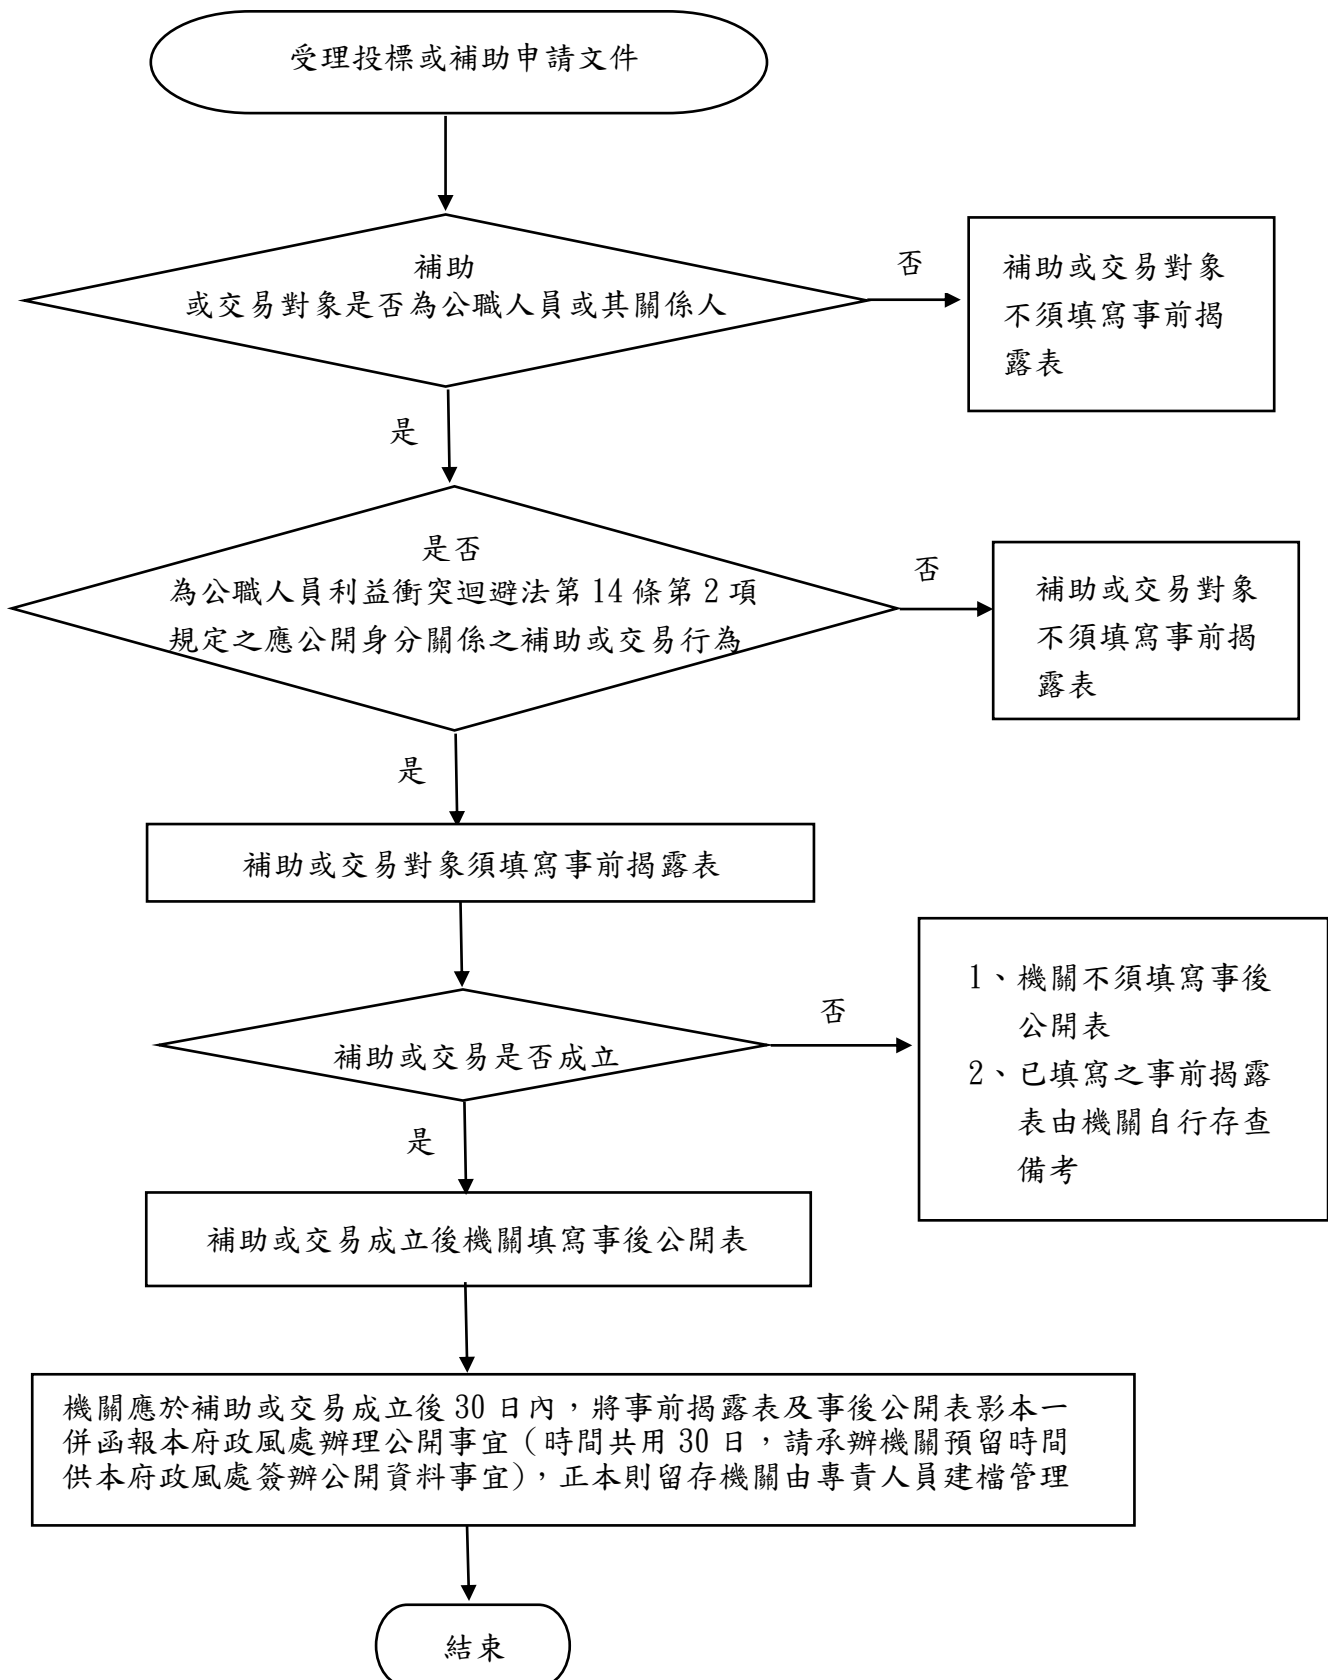 受理投標或補助申請文件
補助
或交易對象是否為公職人員或其關係人
否
補助或交易對象
不須填寫事前揭
露表
是
是否
為公職人員利益衝突迴避法第 14 條第 2 項
規定之應公開身分關係之補助或交易行為
否
補助或交易對象
不須填寫事前揭
露表
是
補助或交易對象須填寫事前揭露表
補助或交易是否成立
否
1、機關不須填寫事後
公開表
2、已填寫之事前揭露
表由機關自行存查
備考
是
補助或交易成立後機關填寫事後公開表
機關應於補助或交易成立後 30 日內，將事前揭露表及事後公開表影本一
併函報本府政風處辦理公開事宜（時間共用 30 日，請承辦機關預留時間
供本府政風處簽辦公開資料事宜），正本則留存機關由專責人員建檔管理
結束